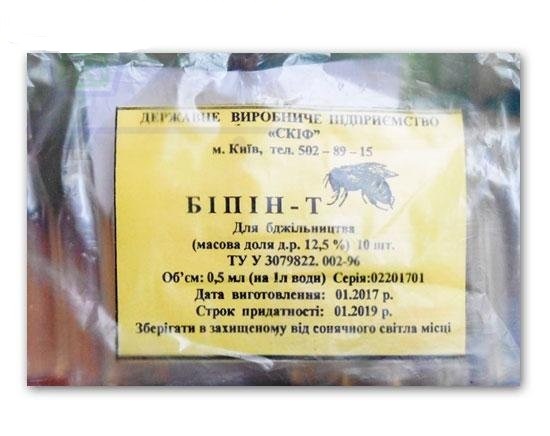 ДЕРЖАВНЕ ВИРОБНИЧЕ ПІДПРИЄМСТВО
«СКІФ"
м. Київ, тел. 502 – 89 – 15
БІПІН-Т
Для бджільництва
(масова доля д.р. 12,5 %) 10 шт.
ТУ У 3079822. 002-96
Об'єм: 0,5 мл (на 1л води) Серія:02201701
Дата виготовлення: 01.2017 р.
Строк придатності: 01.2019 р.
Зберігати в захищеному від сонячного світла місці